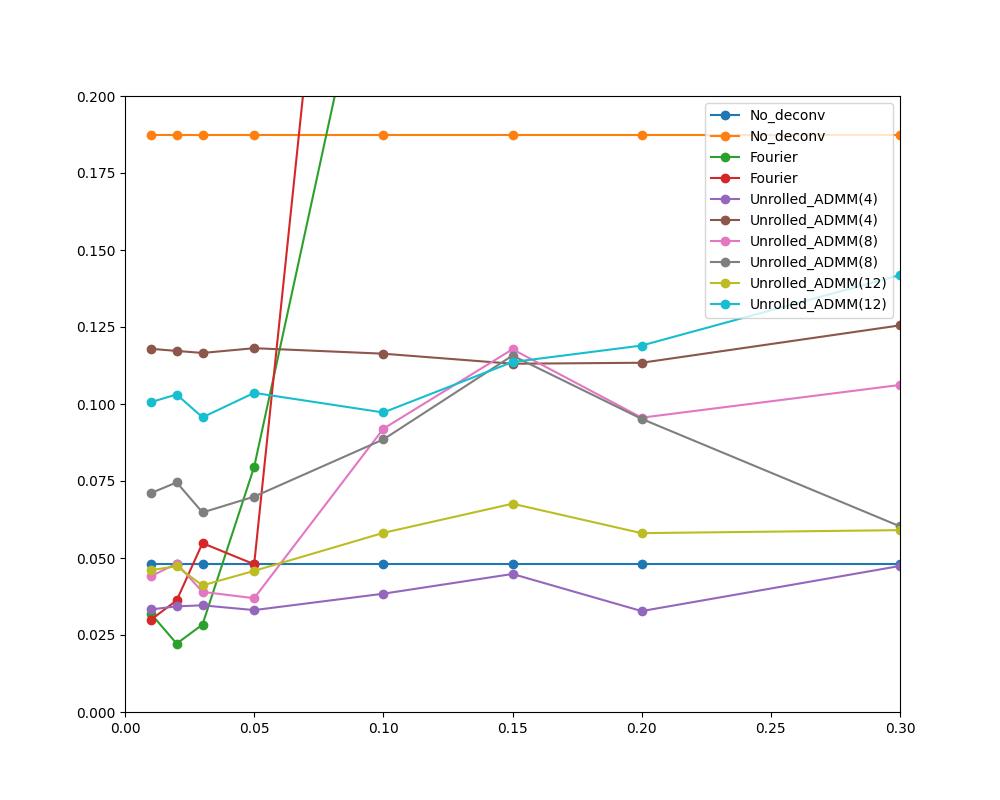 0.200
0.175
0.150
0.125
0.100
0.075
0.050
0.025
0.000
0.00 0.05 0.10 0.15 0.20 0.25 0.30
No_deconv
No_deconv
Fourier
Fourier
Unrolled_ADMM(4)
Unrolled_ADMM(4)
Unrolled_ADMM(8)
Unrolled_ADMM(8)
Unrolled_ADMM(12)
Unrolled_ADMM(12)